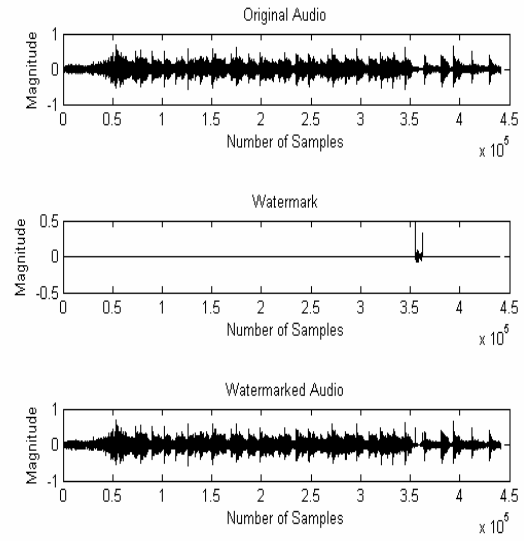 Original Audio
1
0
-1
Magnitude
0 0.5 1 1.5 2 2.5 3 3.5 4 4.5
Number of Samples
x 10^5
Watermark
0.5
0
-0.5
Magnitude
0 0.5 1 1.5 2 2.5 3 3.5 4 4.5
Number of Samples
x 10^5
Watermarked Audio
1
0
-1
Magnitude
0 0.5 1 1.5 2 2.5 3 3.5 4 4.5
Number of Samples
x 10^5